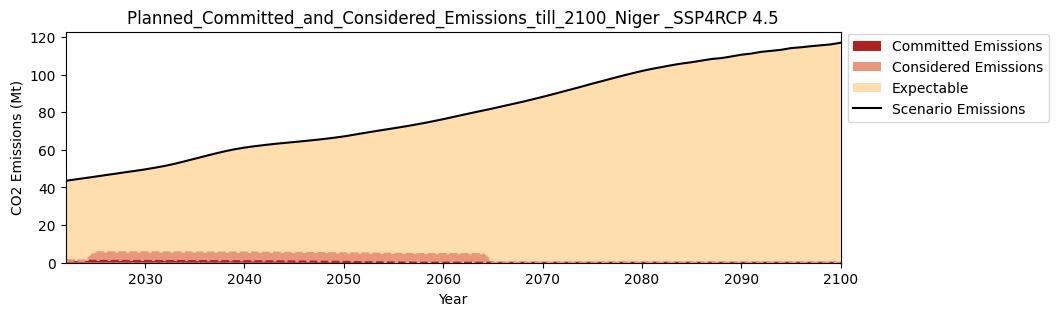 Planned_Committed_and_Considered_Emissions_till_2100_Niger _SSP4RCP 4.5
CO2 Emissions (Mt)
120
100
80
60
40
20
0
2030 2040 2050 2060 2070 2080 2090 2100
Year
Committed Emissions
Considered Emissions
Expectable
Scenario Emissions